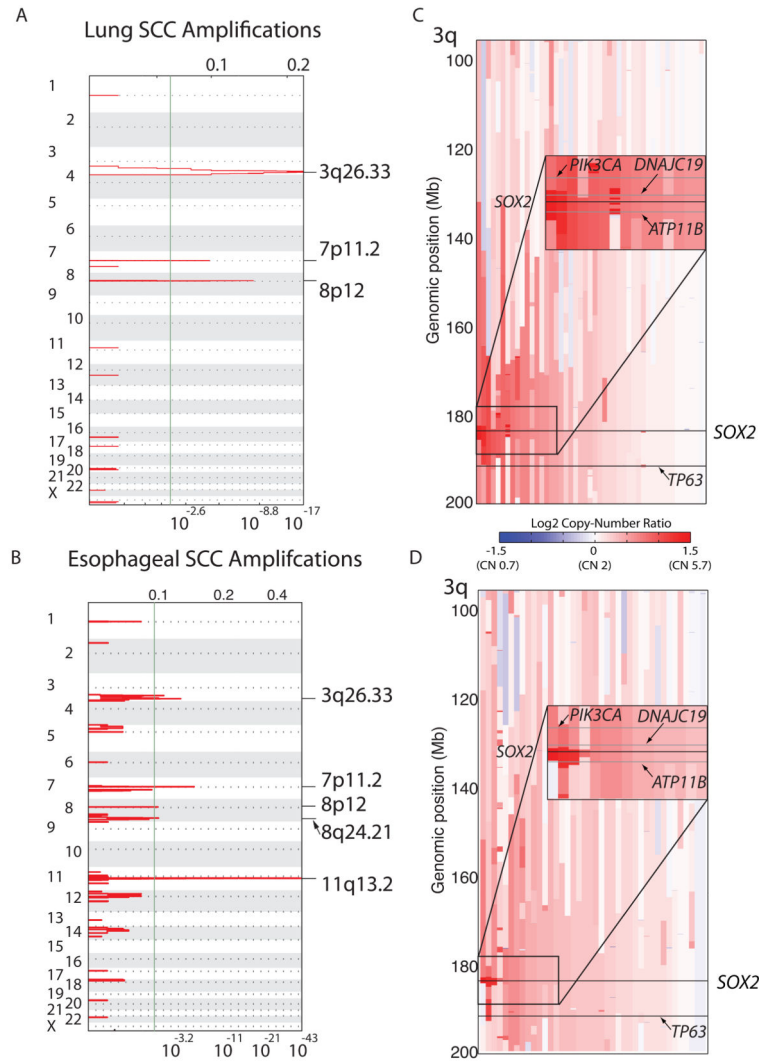 A
Lung SCC Amplifications
0.1 0.2
1
2
3
4
5
6
7
8
9
10
11
12
13
14
15
16
17
18
19
20
21
22
X
3q26.33
7p11.2
8p12
10^-2.6 10^-8.8 10^-17
B
Esophageal SCC Amplifcations
0.1 0.2 0.4
1
2
3
4
5
6
7
8
9
10
11
12
13
14
15
16
17
18
19
20
21
22
X
3q26.33
7p11.2
8p12
8q24.21
11q13.2
10^-3.2 10^-11 10^-21 10^-43
C
3q
Genomic position (Mb)
100
120
140
160
180
200
PIK3CA
DNAJC19
SOX2
ATP11B
SOX2
TP63
Log2 Copy-Number Ratio
-1.5 0 1.5
(CN 0.7) (CN 2) (CN 5.7)
D
3q
Genomic position (Mb)
100
120
140
160
180
200
PIK3CA
DNAJC19
SOX2
ATP11B
SOX2
TP63